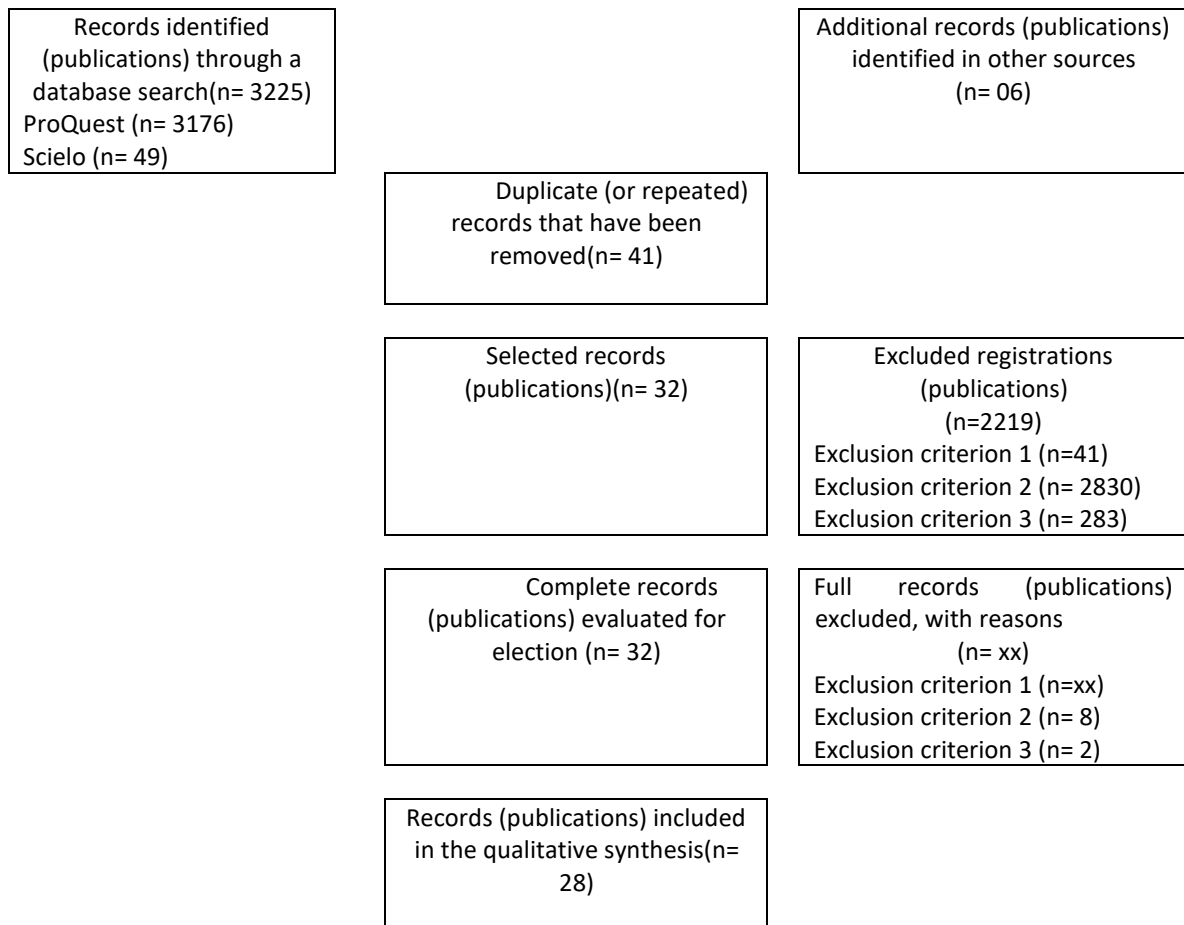 Records identified
(publications) through a
database search(n= 3225)
ProQuest (n= 3176)
Scielo (n= 49)
Additional records (publications)
identified in other sources
(n= 06)
Duplicate (or repeated)
records that have been
removed(n= 41)
Selected records
(publications)(n= 32)
Excluded registrations
(publications)
(n=2219)
Exclusion criterion 1 (n=41)
Exclusion criterion 2 (n= 2830)
Exclusion criterion 3 (n= 283)
Complete records
(publications) evaluated for
election (n= 32)
Full records (publications)
excluded, with reasons
(n= xx)
Exclusion criterion 1 (n=xx)
Exclusion criterion 2 (n= 8)
Exclusion criterion 3 (n= 2)
Records (publications) included
in the qualitative synthesis(n=
28)